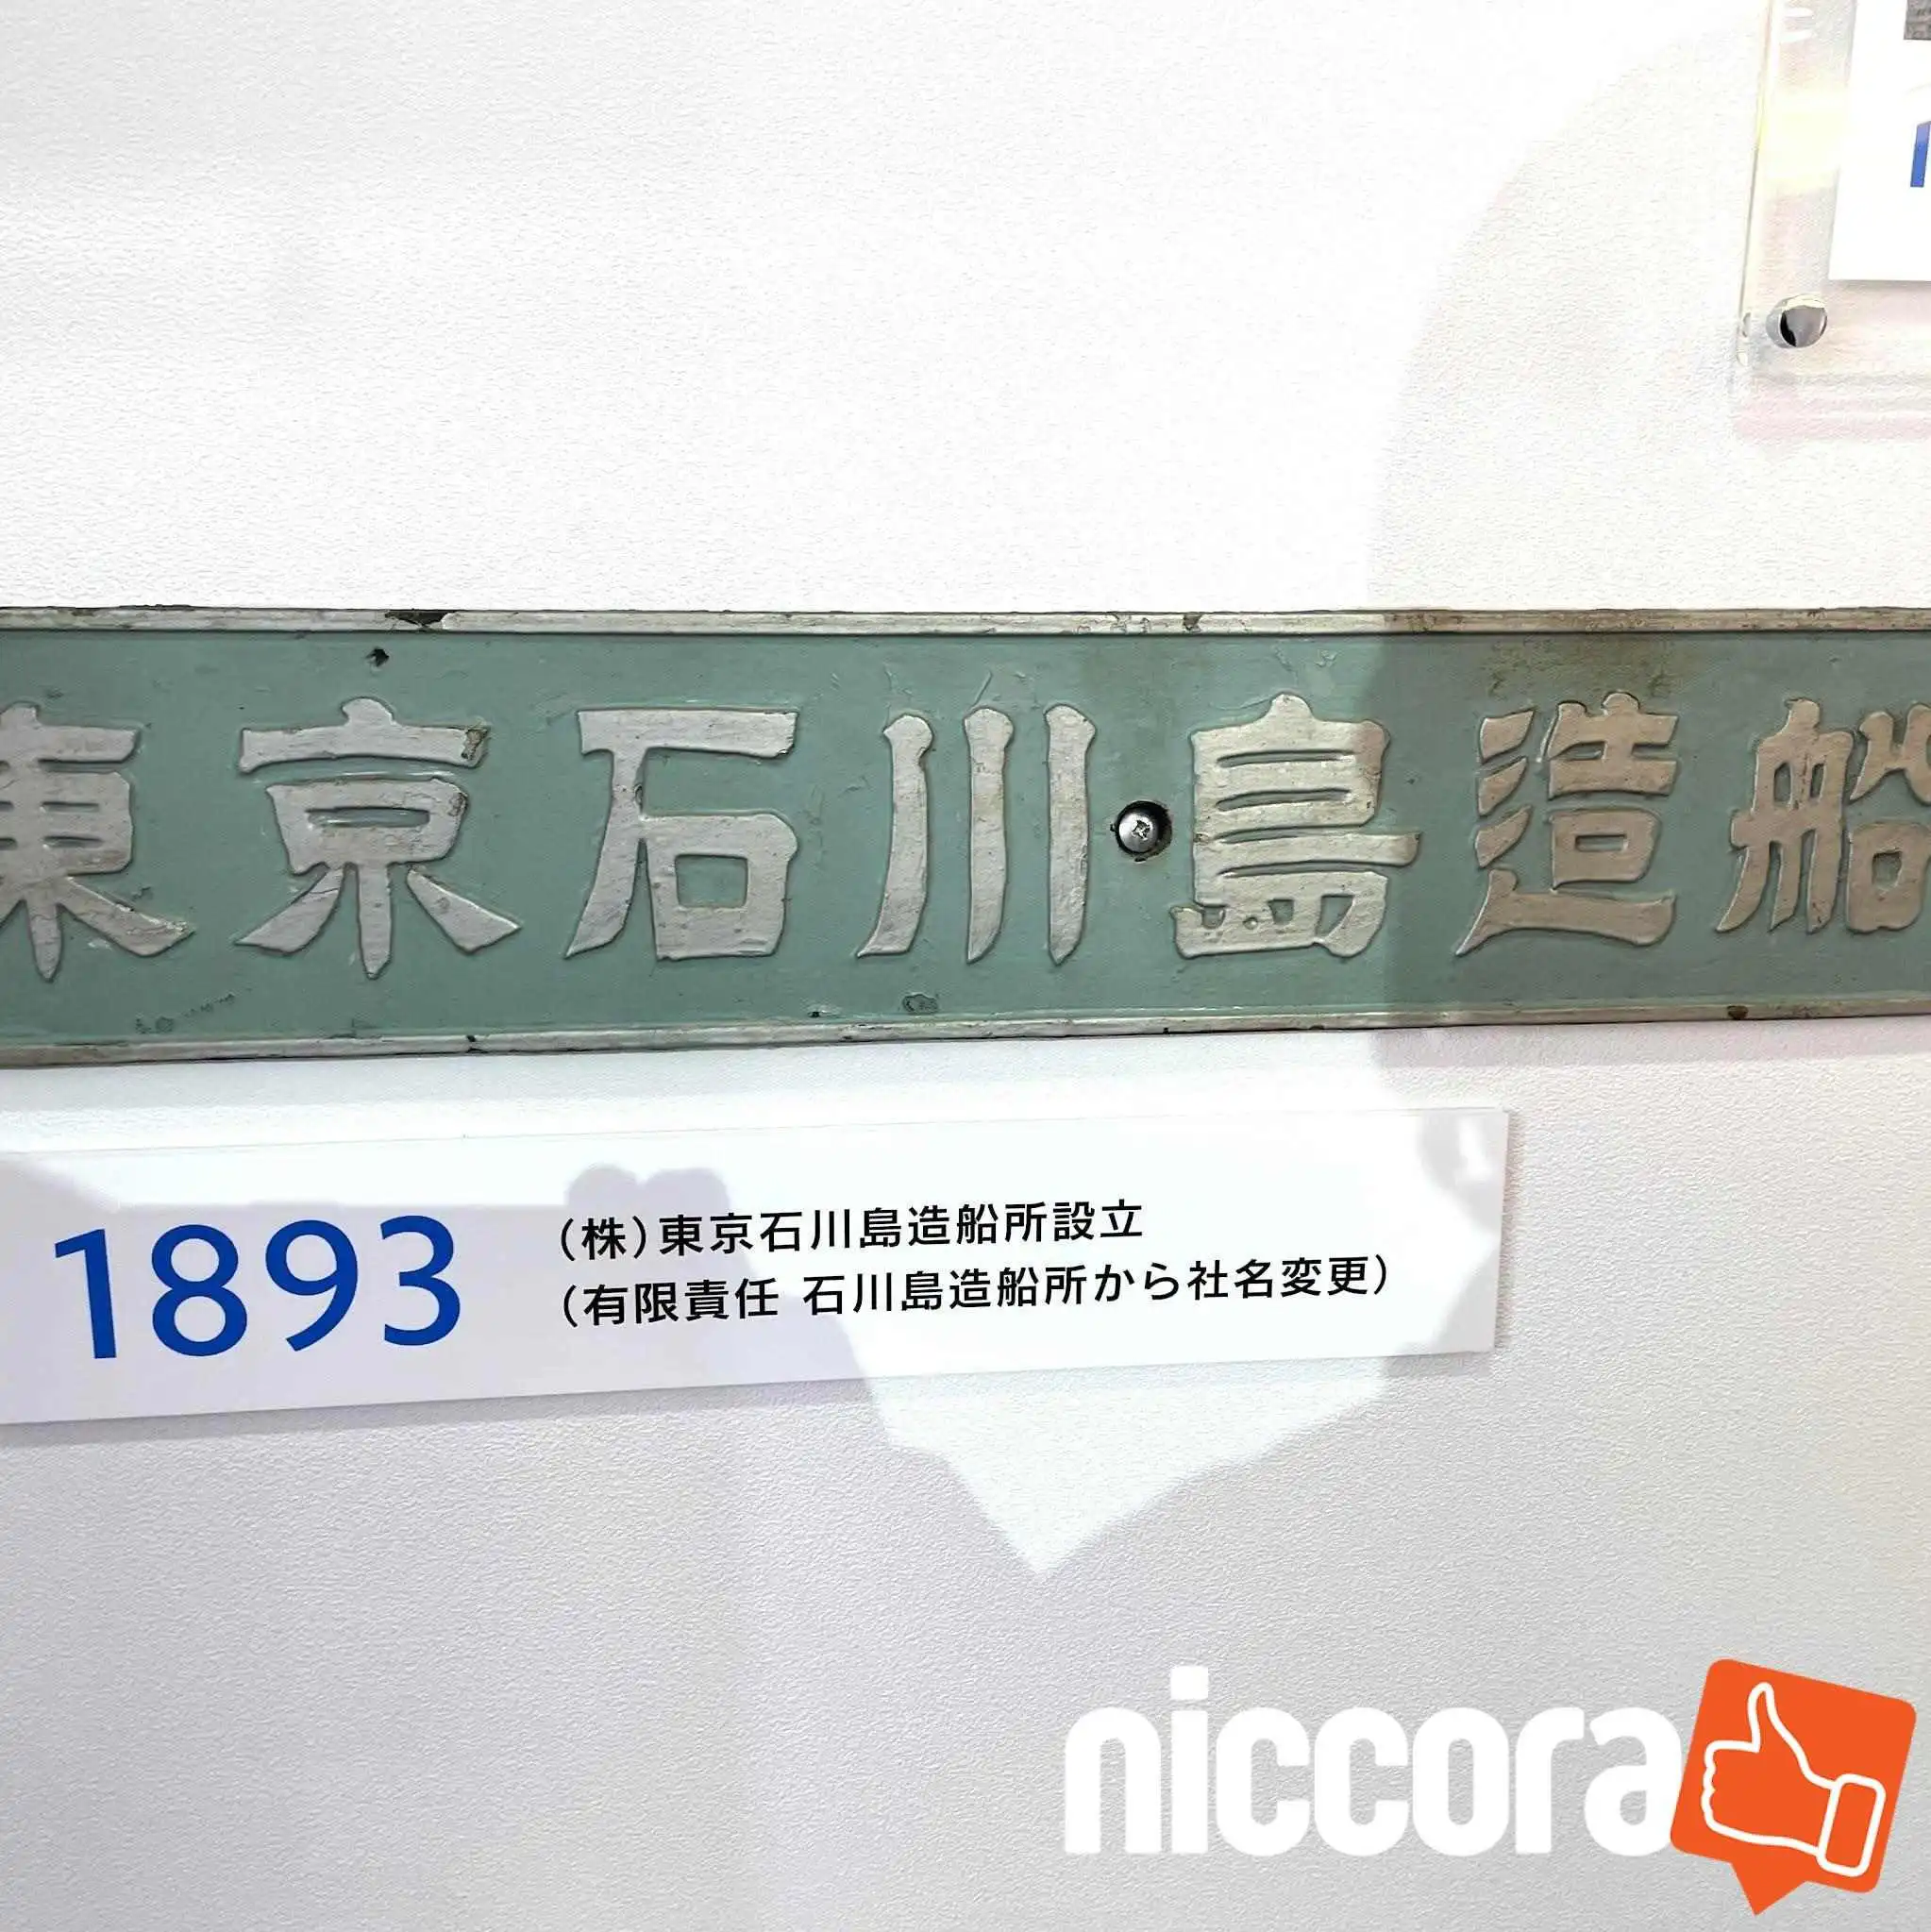 東京石川島造船
1893
(株)東京石川島造船所設立
(有限責任 石川島造船所から社名変更)
niccora